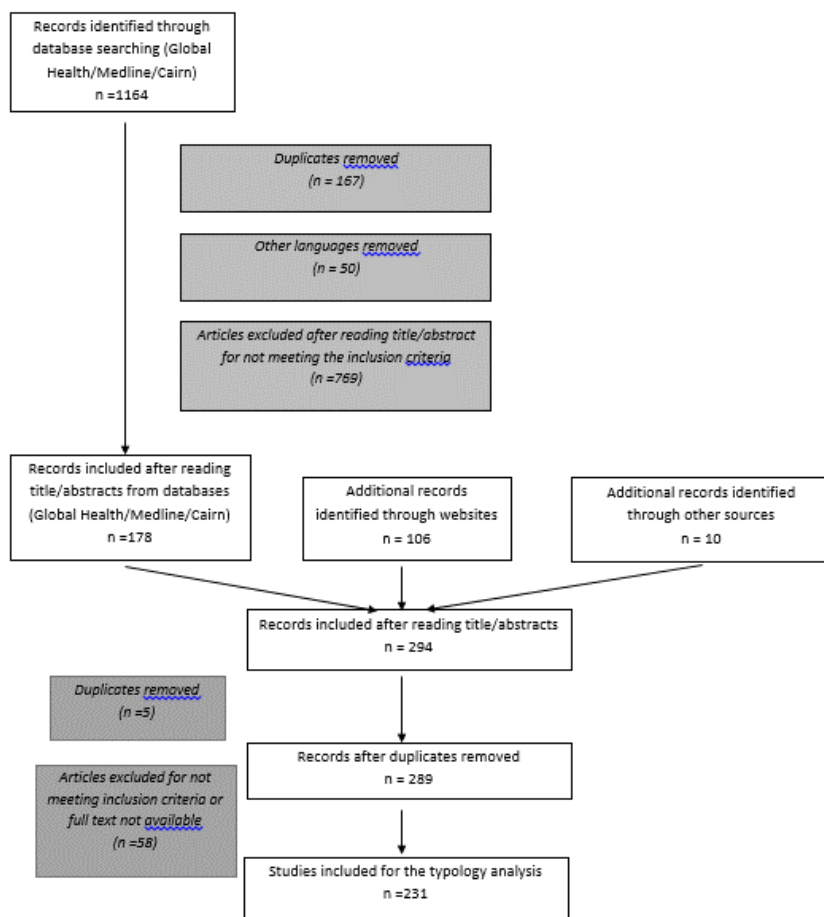 Records identified through
database searching (Global
Health/Medline/Cairn)
n =1164
Duplicates removed
(n = 167)
Other languages removed
(n = 50)
Articles excluded after reading title/abstract
for not meeting the inclusion criteria
(n =769)
Records included after reading
title/abstracts from databases
(Global Health/Medline/Cairn)
n =178
Additional records
identified through websites
n = 106
Additional records identified
through other sources
n = 10
Records included after reading title/abstracts
n = 294
Duplicates removed
(n =5)
Records after duplicates removed
n = 289
Articles excluded for not
meeting inclusion criteria or
full text not available
(n =58)
Studies included for the typology analysis
n =231